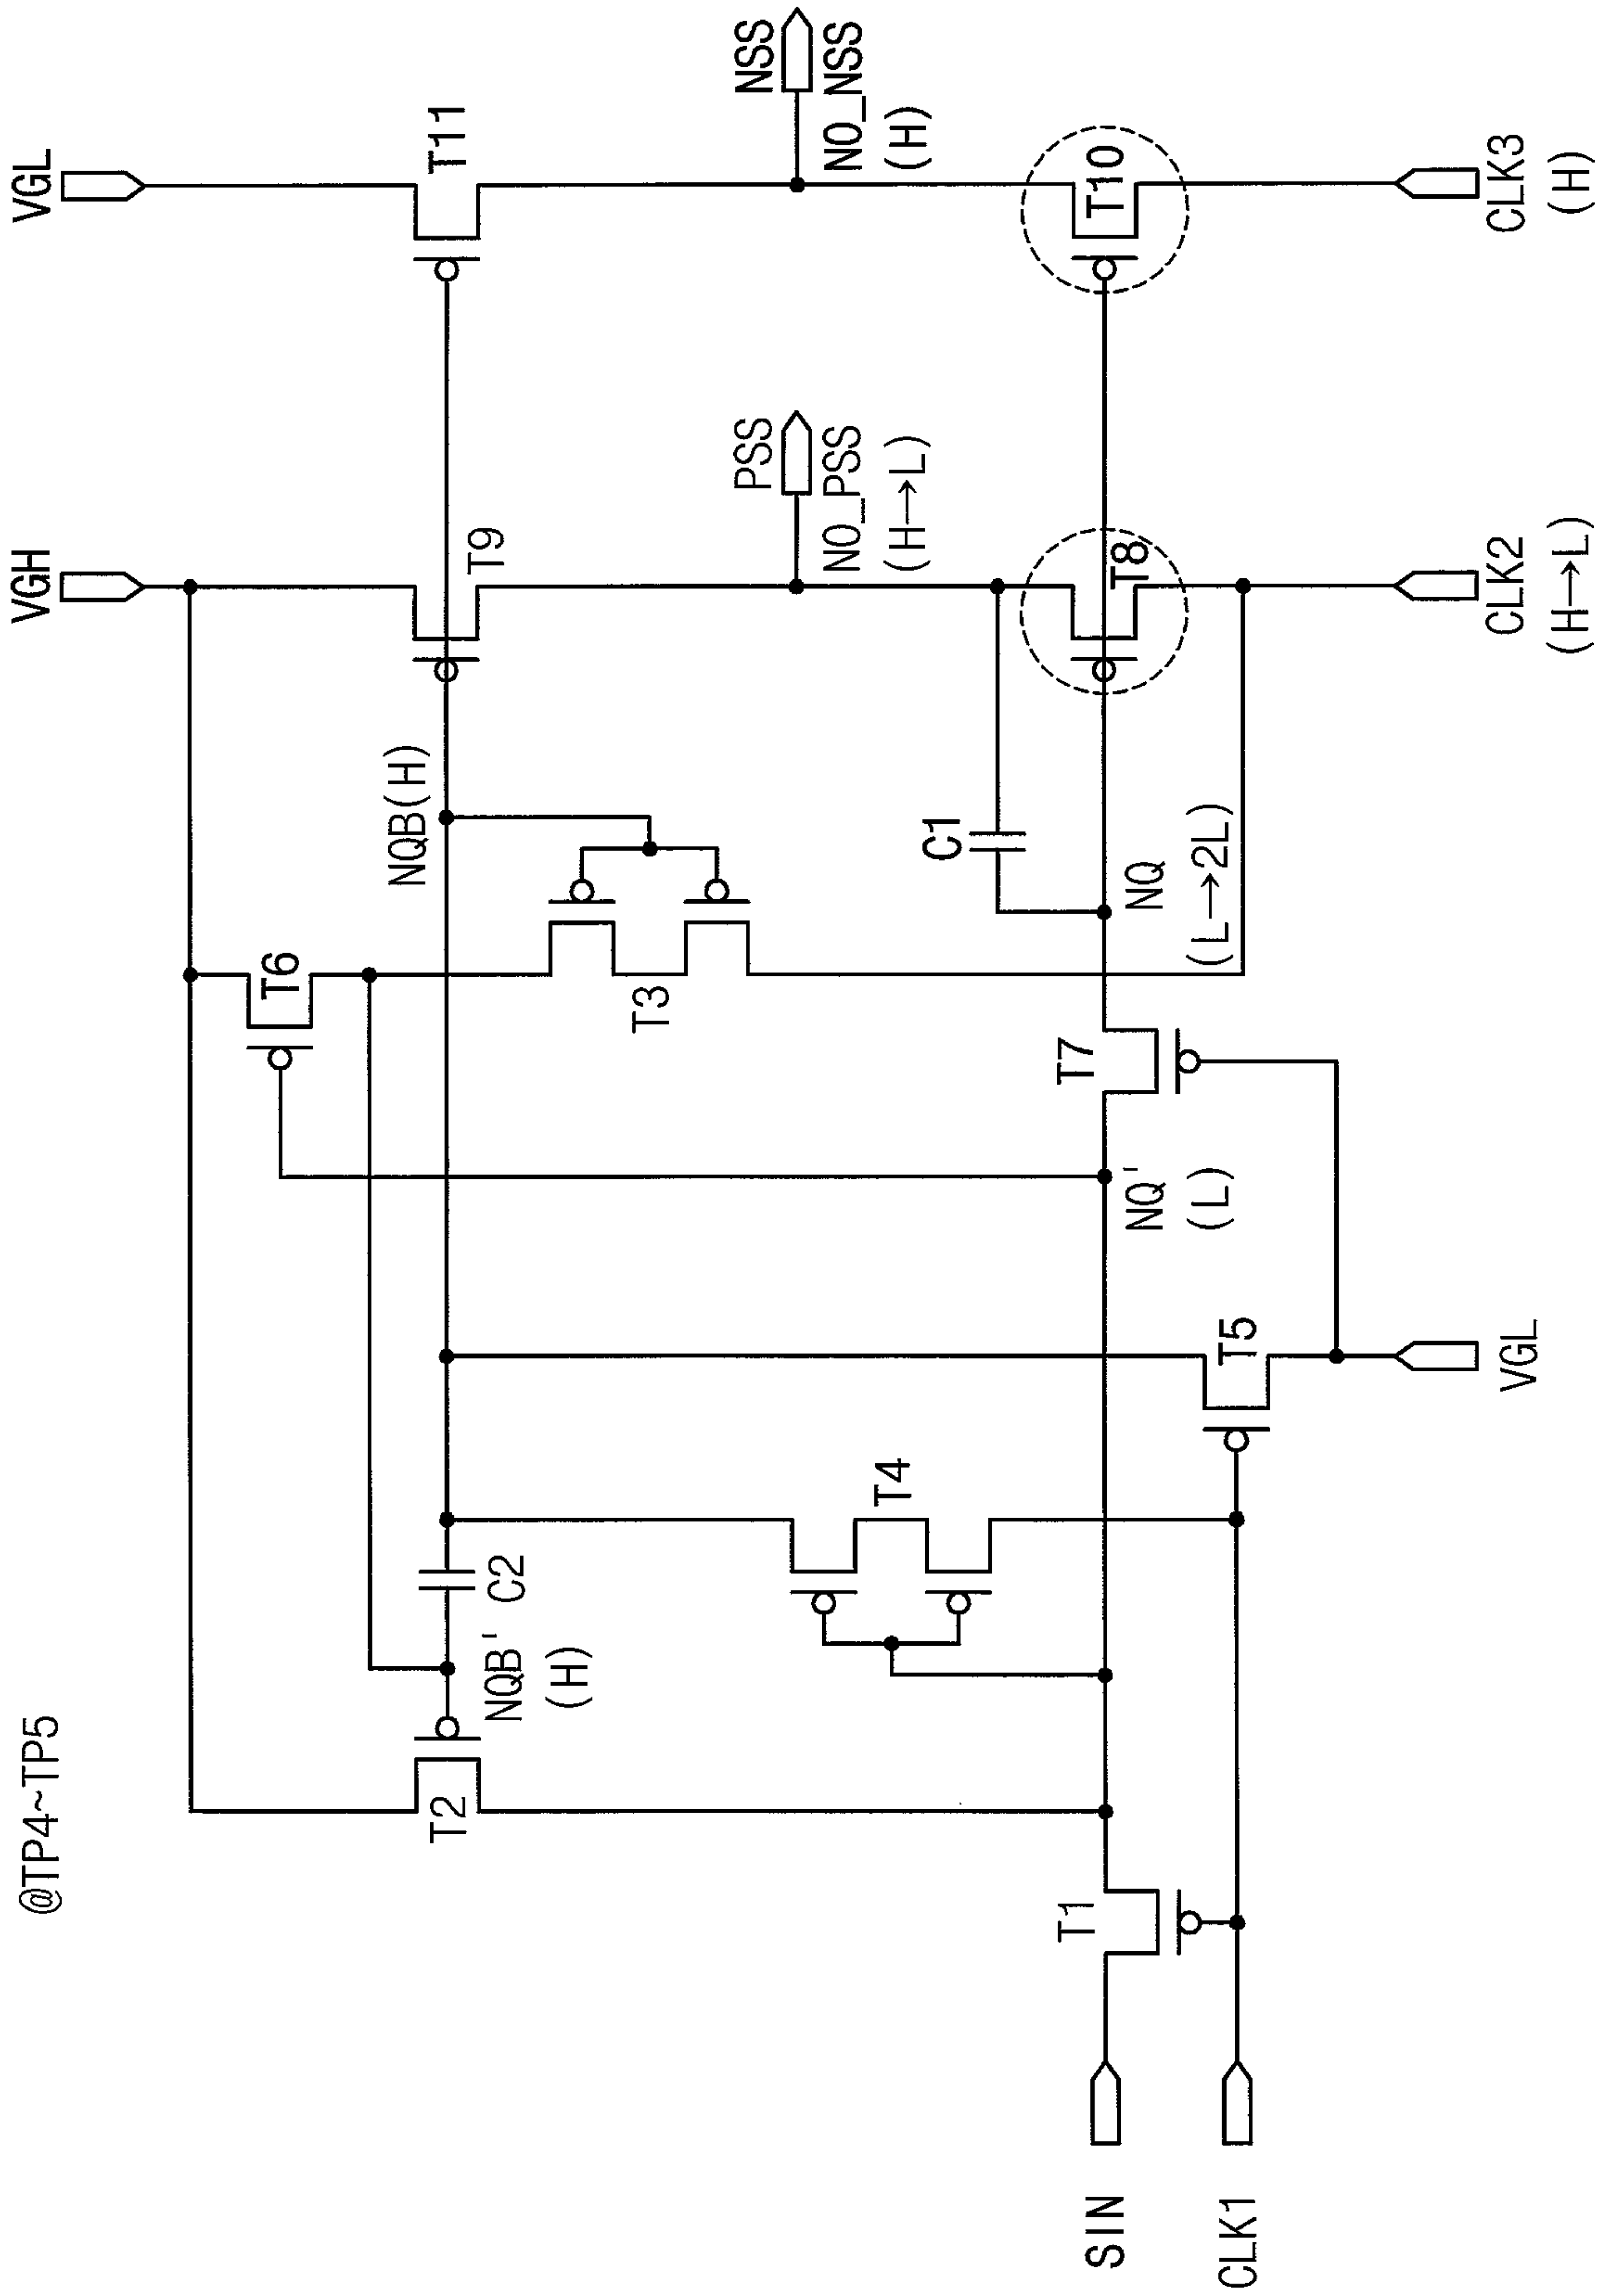 @TP4~TP5
VGH
VGL
T6
T2
NQB'
(H)
C2
NQB(H)
T9
T11
T3
T4
PSS
NO_PSS
(H→L)
NSS
NO_NSS
(H)
C1
T1
T7
T8
T10
SIN
NQ'
(L)
NQ
(L→2L)
T5
CLK1
VGL
CLK2
(H→L)
CLK3
(H)